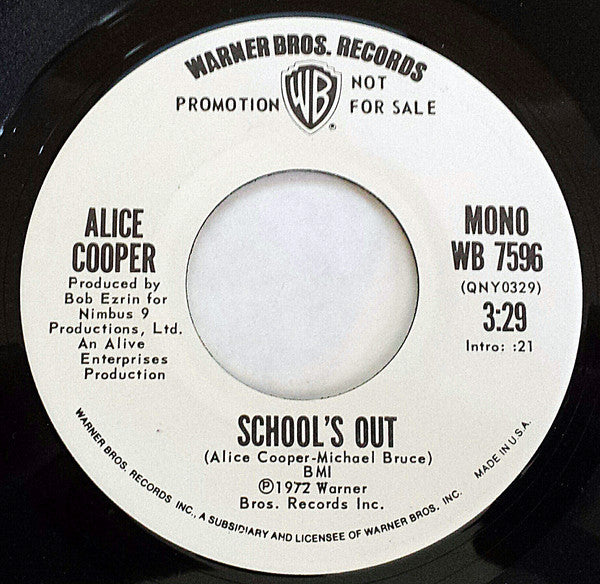 WARNER BROS. RECORDS
PROMOTION
WB
®
NOT
FOR SALE
ALICE
COOPER
Produced by
Bob Ezrin for
Nimbus 9
Productions, Ltd.
An Alive
Enterprises
Production
MONO
WB 7596
(QNY0329)
3:29
Intro: :21
SCHOOL'S OUT
(Alice Cooper-Michael Bruce)
BMI
Ⓟ1972 Warner
Bros. Records Inc.
WARNER BROS. RECORDS INC., A SUBSIDIARY AND LICENSEE OF WARNER BROS. INC.
MADE IN U.S.A.